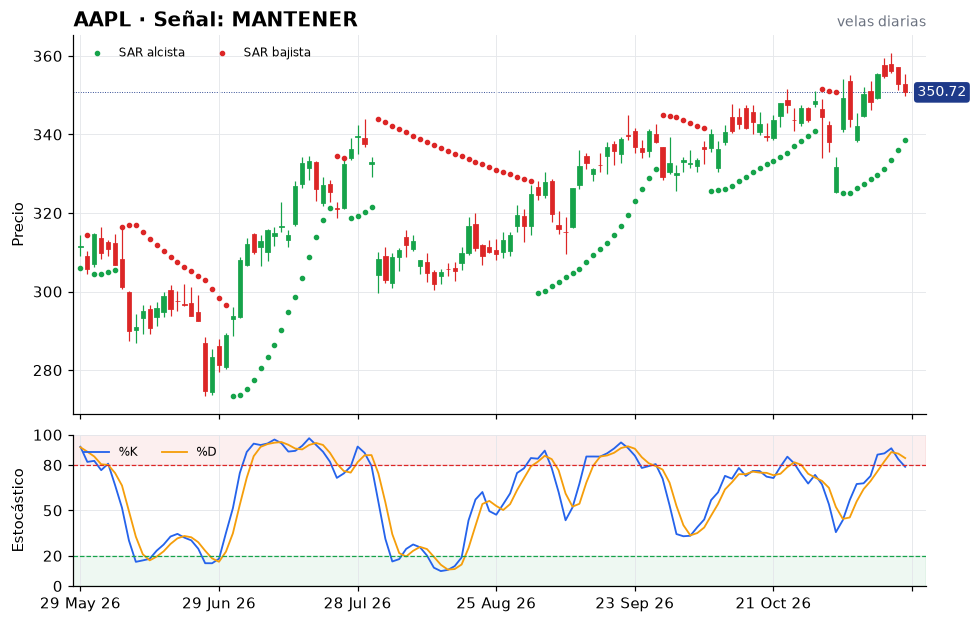 AAPL · Señal: MANTENER
velas diarias
SAR alcista
SAR bajista
360
340
320
300
280
Precio
350.72
100
80
50
20
0
Estocástico
%K
%D
29 May 26
29 Jun 26
28 Jul 26
25 Aug 26
23 Sep 26
21 Oct 26